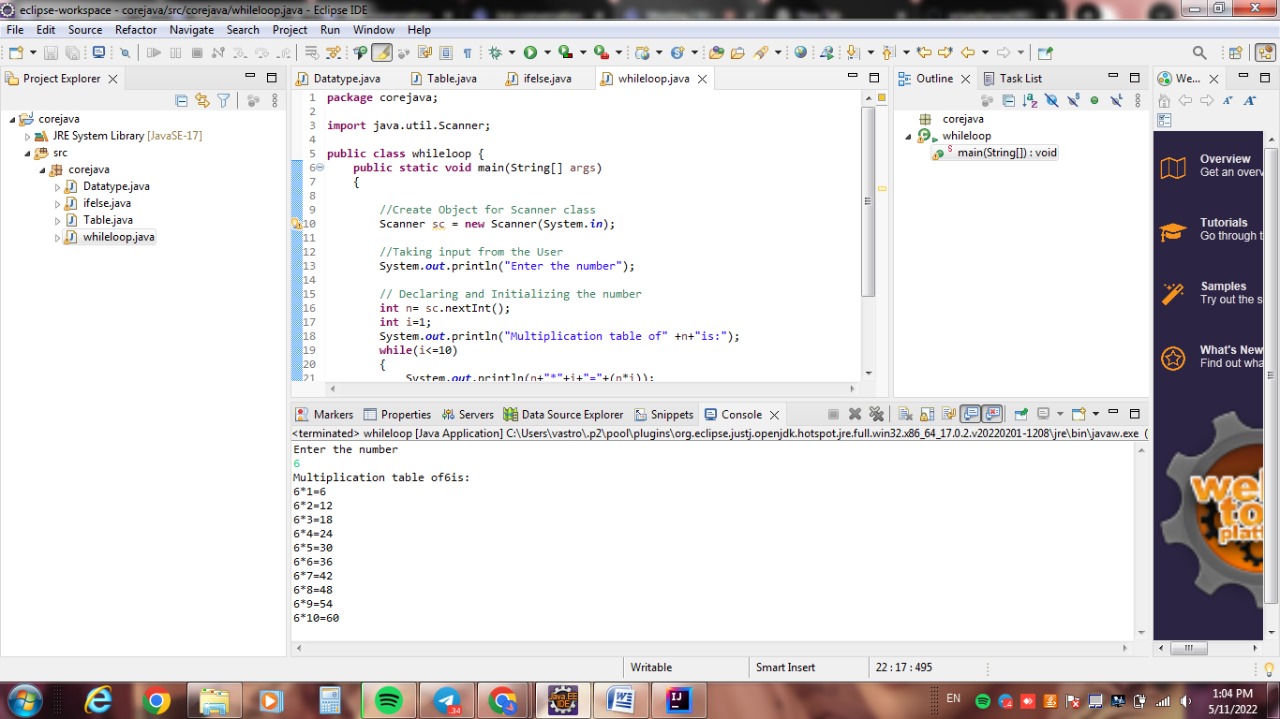 eclipse-workspace - corejava/src/corejava/whileloop.java - Eclipse IDE
File Edit Source Refactor Navigate Search Project Run Window Help
Project Explorer
corejava
JRE System Library [JavaSE-17]
src
corejava
Datatype.java
ifelse.java
Table.java
whileloop.java
Datatype.java Table.java ifelse.java whileloop.java
1 package corejava;
2
3 import java.util.Scanner;
4
5 public class whileloop {
6 public static void main(String[] args)
7 {
8
9 //Create Object for Scanner class
10 Scanner sc = new Scanner(System.in);
11
12 //Taking input from the User
13 System.out.println("Enter the number");
14
15 // Declaring and Initializing the number
16 int n= sc.nextInt();
17 int i=1;
18 System.out.println("Multiplication table of" +n+"is:");
19 while(i<=10)
20 {
21 System.out.println(n+"*"+i+"="+(n*i));
Outline Task List
corejava
whileloop
main(String[]) : void
We...
Overview
Get an overv
Tutorials
Go through t
Samples
Try out the s
What's New
Find out wha
Markers Properties Servers Data Source Explorer Snippets Console
<terminated> whileloop [Java Application] C:\Users\vastro\.p2\pool\plugins\org.eclipse.justj.openjdk.hotspot.jre.full.win32.x86_64_17.0.2.v20220201-1208\jre\bin\javaw.exe (
Enter the number
6
Multiplication table of6is:
6*1=6
6*2=12
6*3=18
6*4=24
6*5=30
6*6=36
6*7=42
6*8=48
6*9=54
6*10=60
Writable Smart Insert 22 : 17 : 495
Java EE
IDE
IJ
EN
1:04 PM
5/11/2022